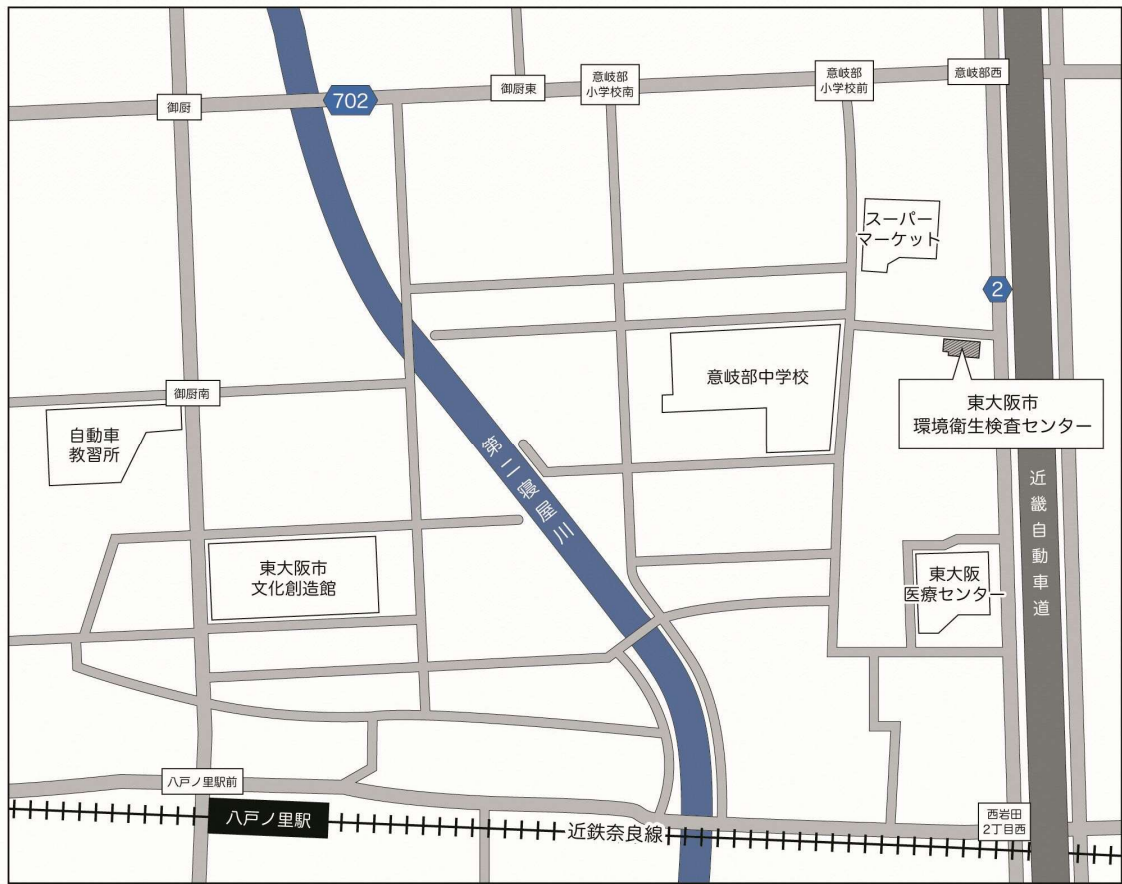 意岐部西
意岐部
小学校前
意岐部
小学校南
御厨東
702
御厨
スーパー
マーケット
2
意岐部中学校
東大阪市
環境衛生検査センター
御厨南
自動車
教習所
第二寝屋川
近畿自動車道
東大阪市
文化創造館
東大阪
医療センター
八戸ノ里駅前
八戸ノ里駅
近鉄奈良線
西岩田
2丁目西